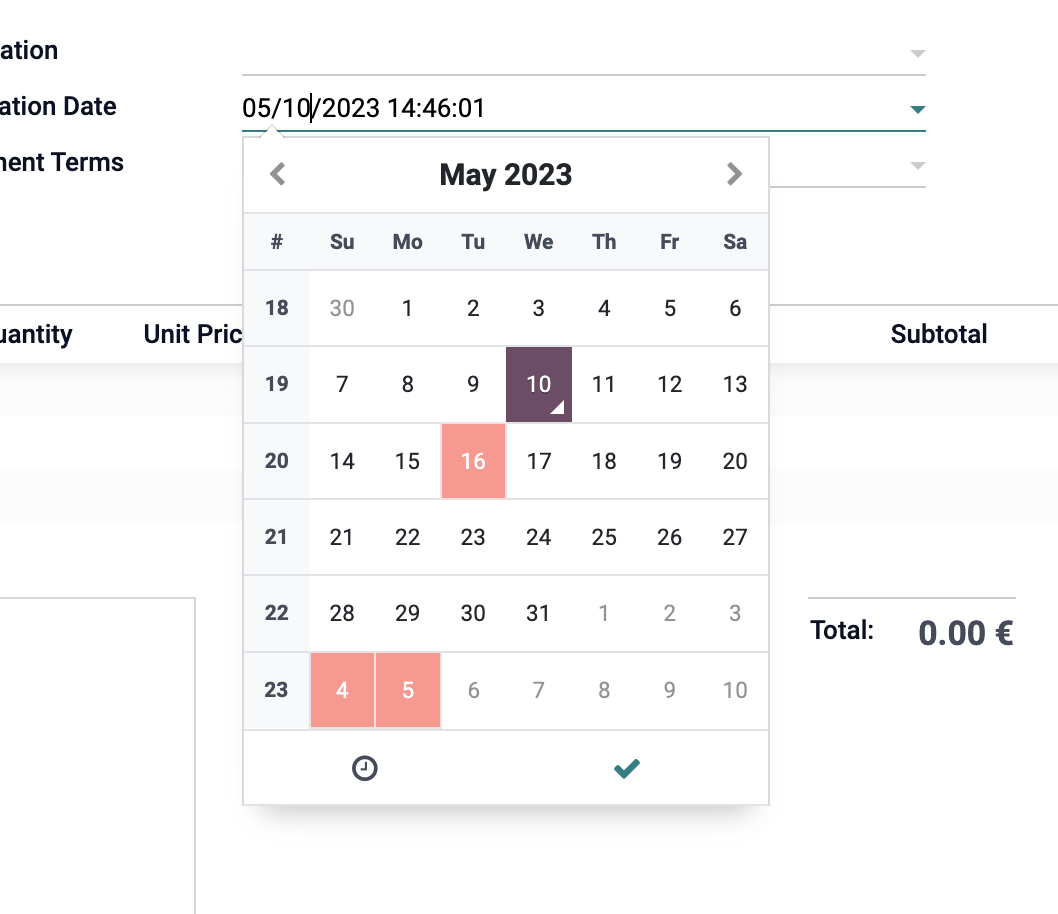 ation
ation Date 05/10/2023 14:46:01
nent Terms
May 2023
# Su Mo Tu We Th Fr Sa
18 30 1 2 3 4 5 6
uantity Unit Pric Subtotal
19 7 8 9 10 11 12 13
20 14 15 16 17 18 19 20
21 21 22 23 24 25 26 27
22 28 29 30 31 1 2 3
Total: 0.00 €
23 4 5 6 7 8 9 10